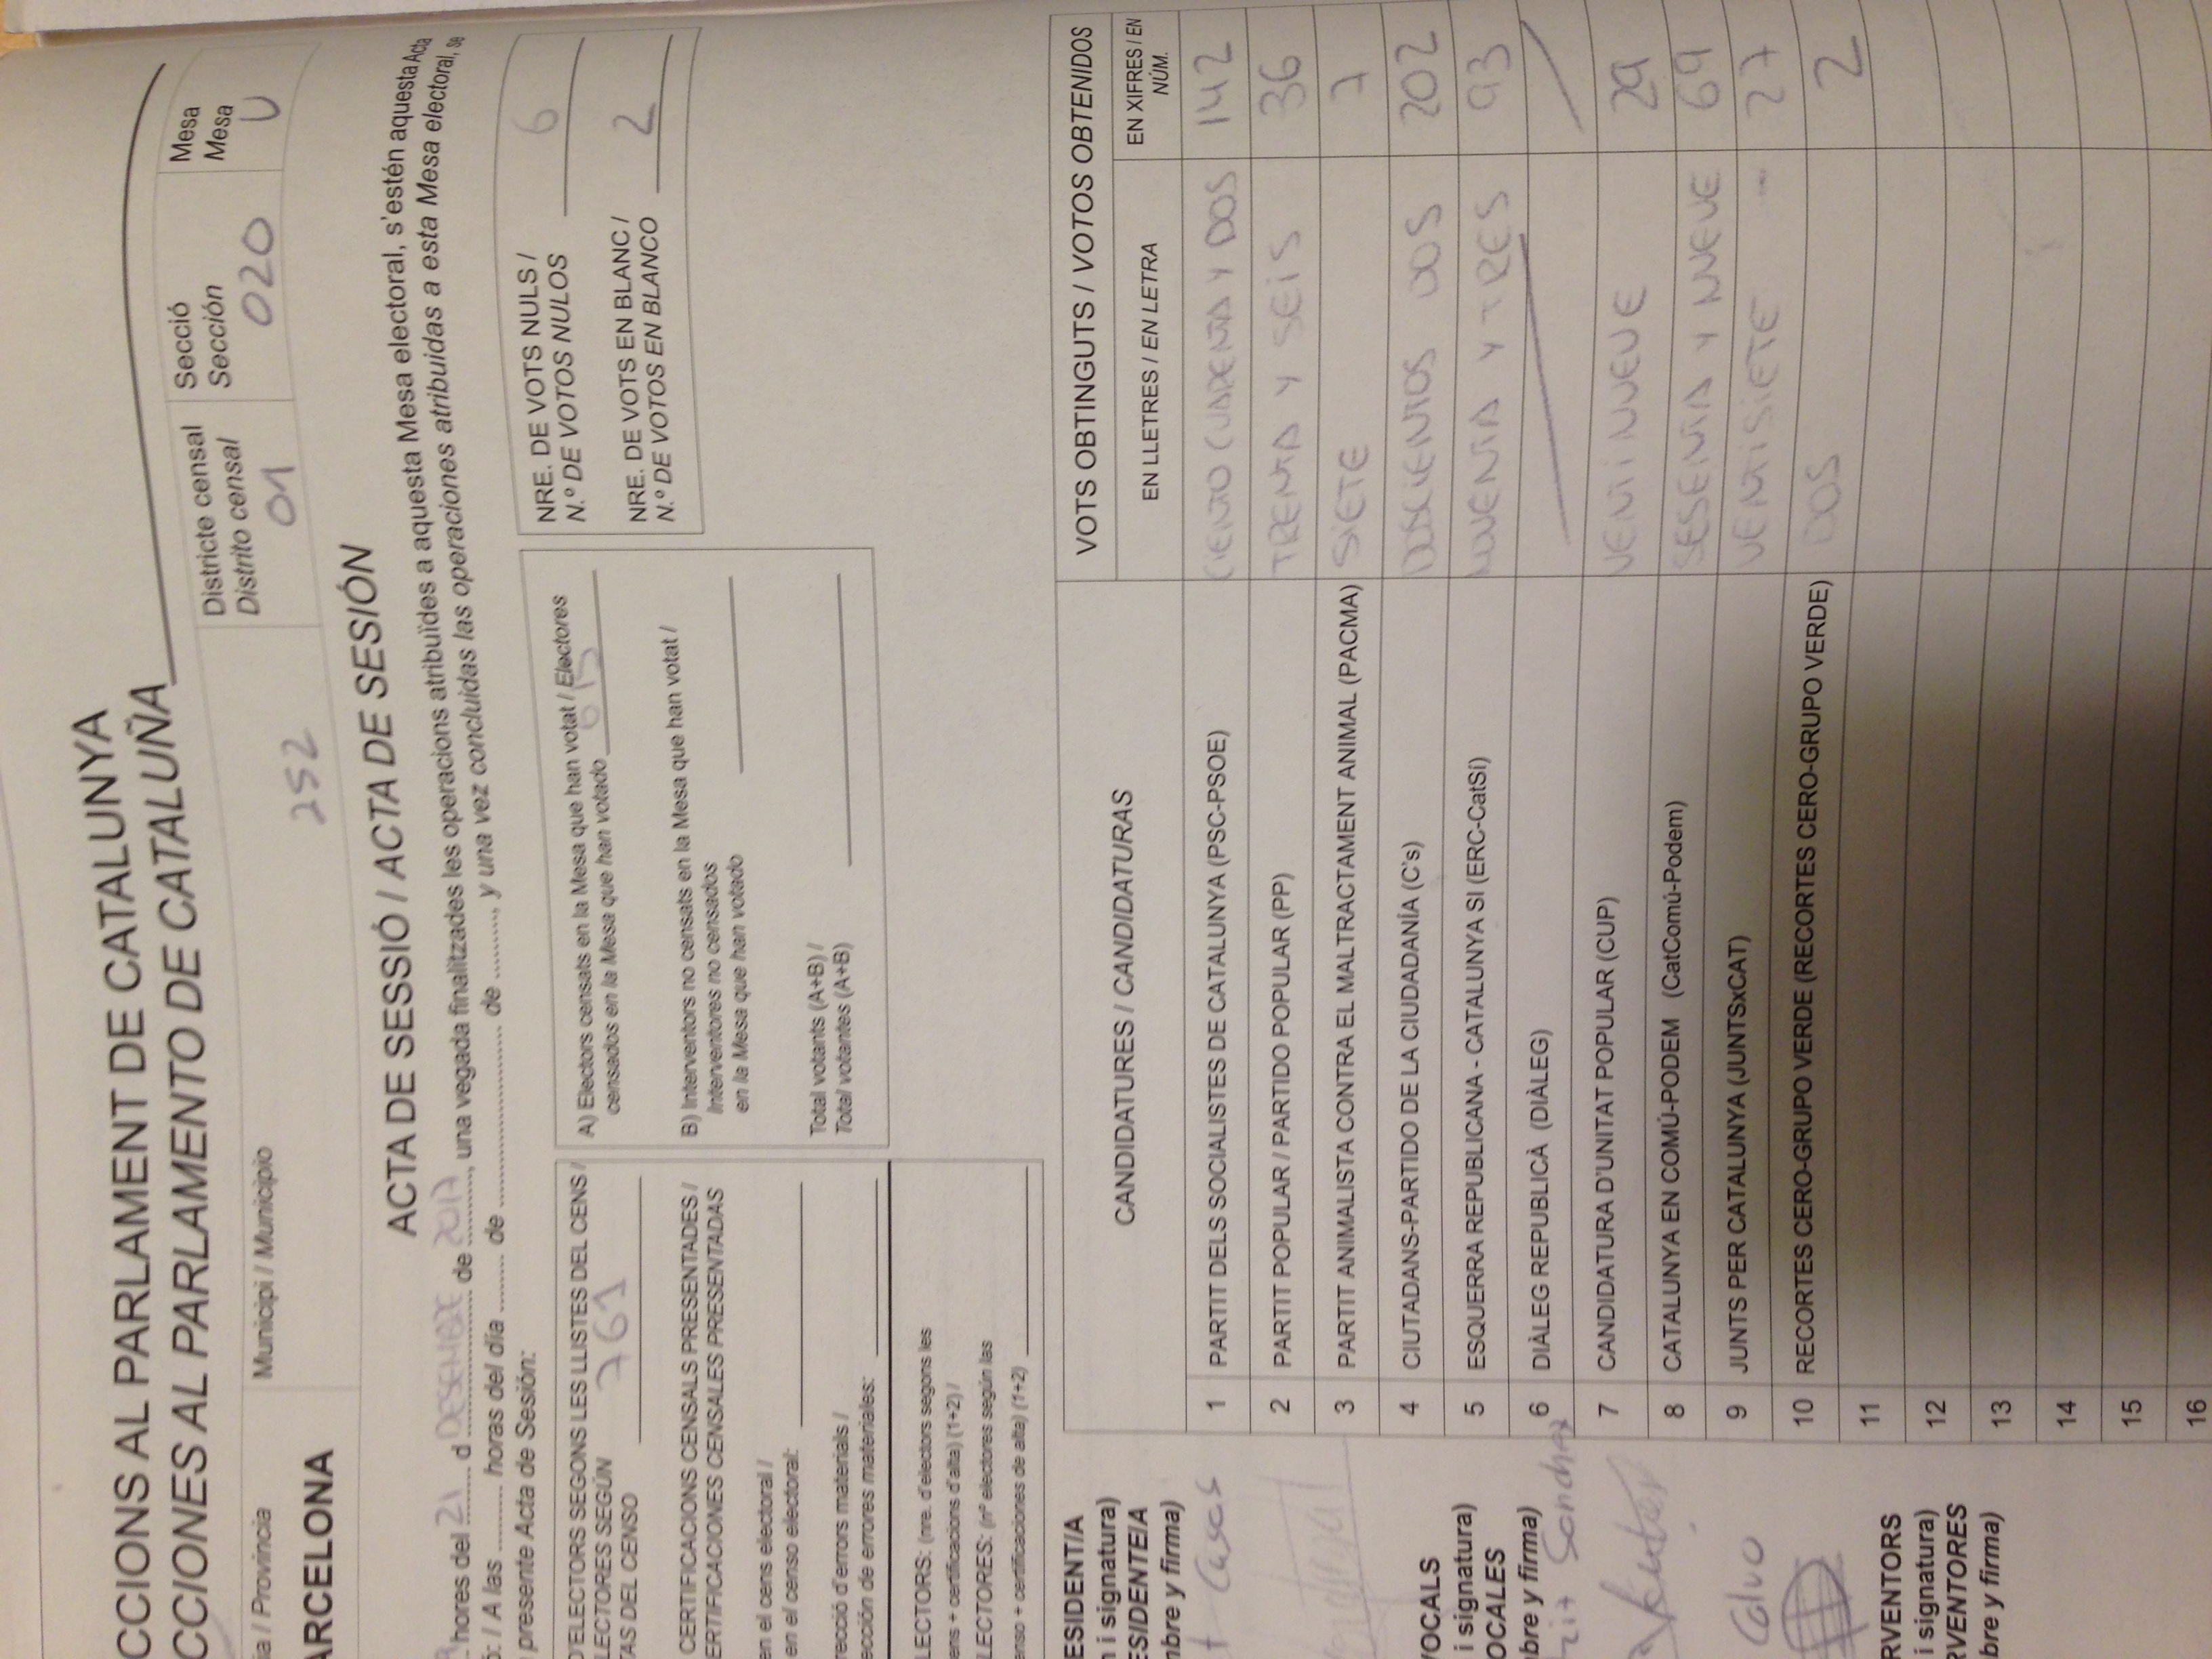 CCIONS AL PARLAMENT DE CATALUNYA
CCIONES AL PARLAMENTO DE CATALUÑA
ia / Provincia
ARCELONA
Municipi / Municipio
252
Districte censal
Distrito censal
01
Secció
Sección
020
Mesa
Mesa
U
ACTA DE SESSIÓ / ACTA DE SESIÓN
hores del 21 d DESEMBRE de 2017, una vegada finalitzades les operacions atribuïdes a aquesta Mesa electoral, s'estén aquesta Acta
ó: / A las ......... horas del día ........ de ......................... de ........., y una vez concluidas las operaciones atribuidas a esta Mesa electoral, se
presente Acta de Sesión:
D'ELECTORS SEGONS LES LLISTES DEL CENS /
LECTORES SEGÚN
TAS DEL CENSO
761
CERTIFICACIONS CENSALS PRESENTADES /
ERTIFICACIONES CENSALES PRESENTADAS
en el cens electoral /
en el censo electoral:
recció d'errors materials /
ección de errores materiales:
LECTORS: (nre. d'electors segons les
ens + certificacions d'alta) (1+2) /
LECTORES: (nº electores según las
enso + certificaciones de alta) (1+2)
A) Electors censats en la Mesa que han votat / Electores
censados en la Mesa que han votado 615
B) Interventors no censats en la Mesa que han votat /
Interventores no censados
en la Mesa que han votado
Total votants (A+B) /
Total votantes (A+B)
NRE. DE VOTS NULS /
N.º DE VOTOS NULOS 6
NRE. DE VOTS EN BLANC /
N.º DE VOTOS EN BLANCO 2
ESIDENT/A
n i signatura)
ESIDENTE/A
mbre y firma)
t Casas
VOCALS
i signatura)
OCALES
bre y firma)
Sanchez
Calvo
RVENTORS
i signatura)
RVENTORES
bre y firma)
CANDIDATURES / CANDIDATURAS
VOTS OBTINGUTS / VOTOS OBTENIDOS
EN LLETRES / EN LETRA
EN XIFRES / EN
NÚM.
1 PARTIT DELS SOCIALISTES DE CATALUNYA (PSC-PSOE) CIENTO CUARENTA Y DOS 142
2 PARTIT POPULAR / PARTIDO POPULAR (PP) TRENTA Y SEIS 36
3 PARTIT ANIMALISTA CONTRA EL MALTRACTAMENT ANIMAL (PACMA) SIETE 7
4 CIUTADANS-PARTIDO DE LA CIUDADANÍA (C's) DOSCIENTOS DOS 202
5 ESQUERRA REPUBLICANA - CATALUNYA SI (ERC-CatSí) NOVENTA Y TRES 93
6 DIÀLEG REPUBLICÀ (DIÀLEG)
7 CANDIDATURA D'UNITAT POPULAR (CUP) VENTINUEVE 29
8 CATALUNYA EN COMÚ-PODEM (CatComú-Podem) SESENTA Y NUEVE 69
9 JUNTS PER CATALUNYA (JUNTSxCAT) VENTISIETE - 27
10 RECORTES CERO-GRUPO VERDE (RECORTES CERO-GRUPO VERDE) DOS 2
11
12
13
14
15
16